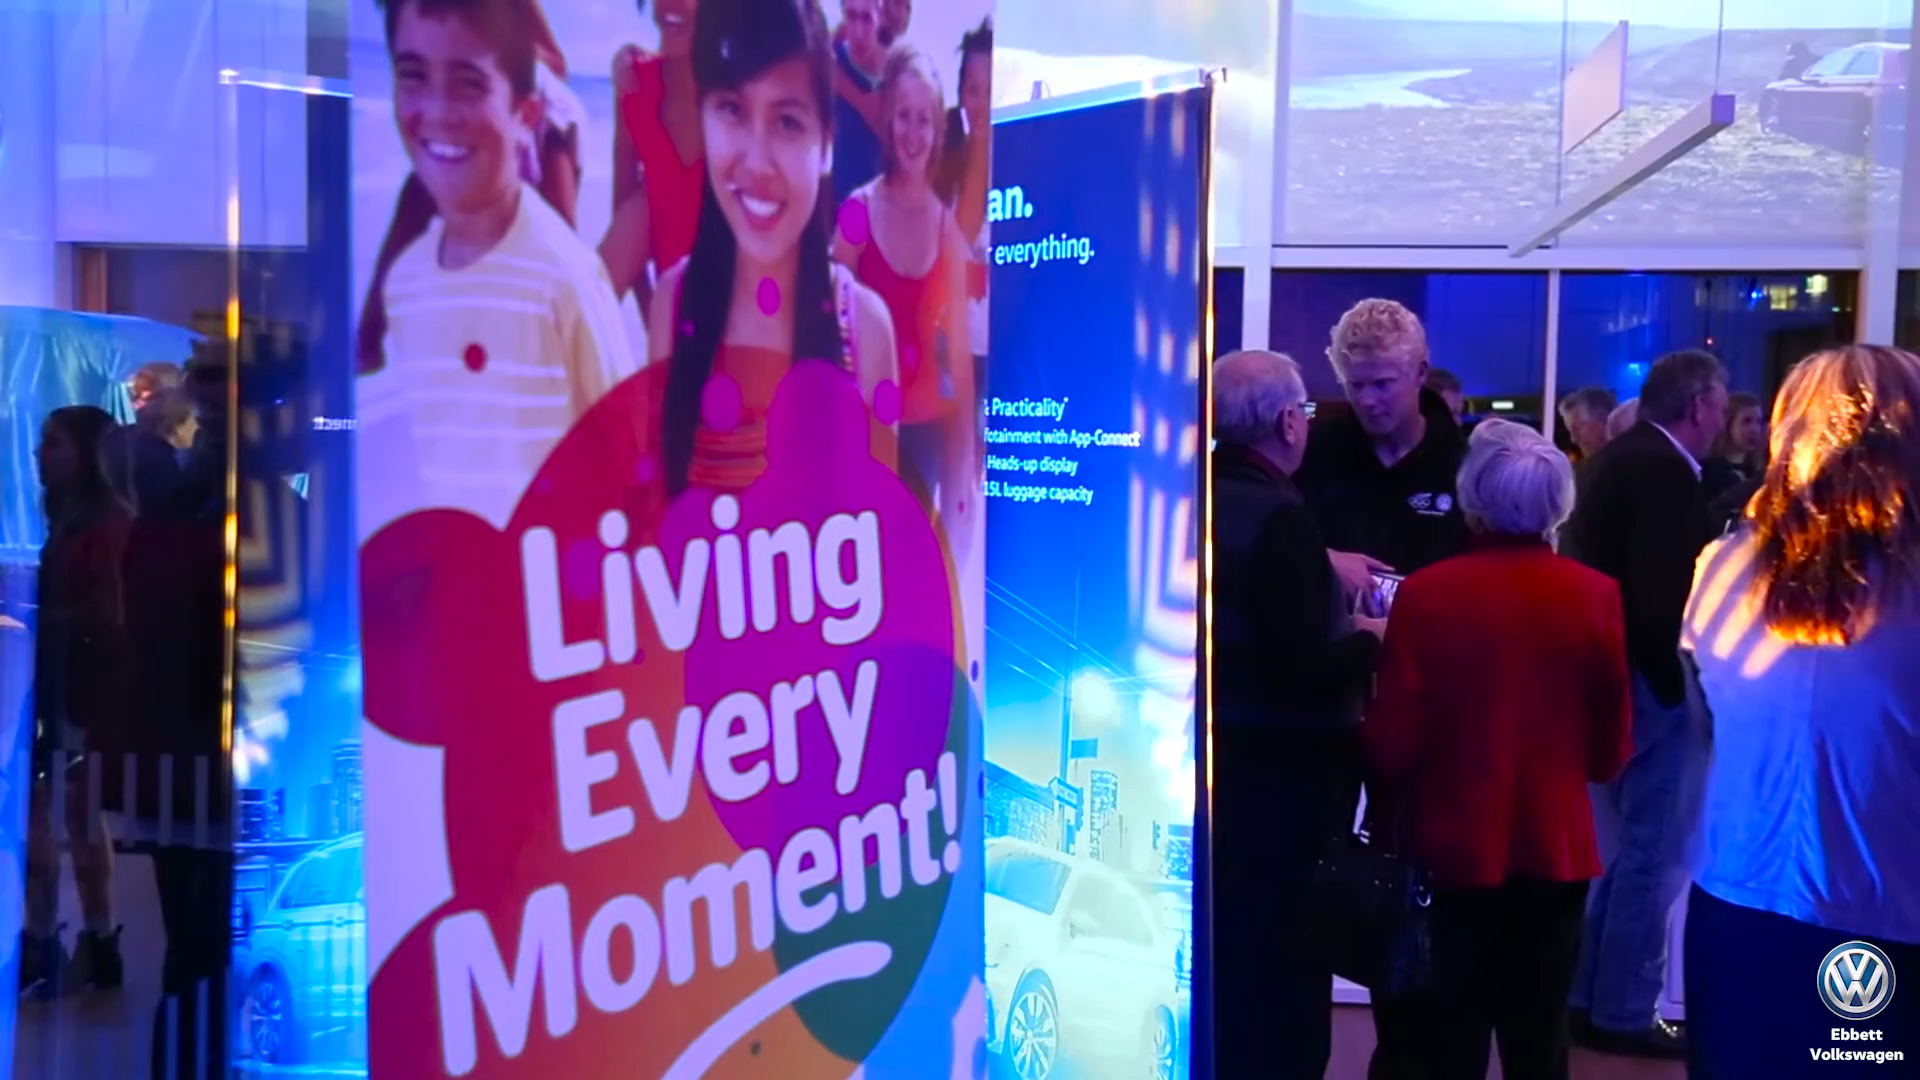 Living
Every
Moment!
an.
everything.
& Practicality*
fotainment with App-Connect
Heads-up display
15L luggage capacity
Ebbett
Volkswagen